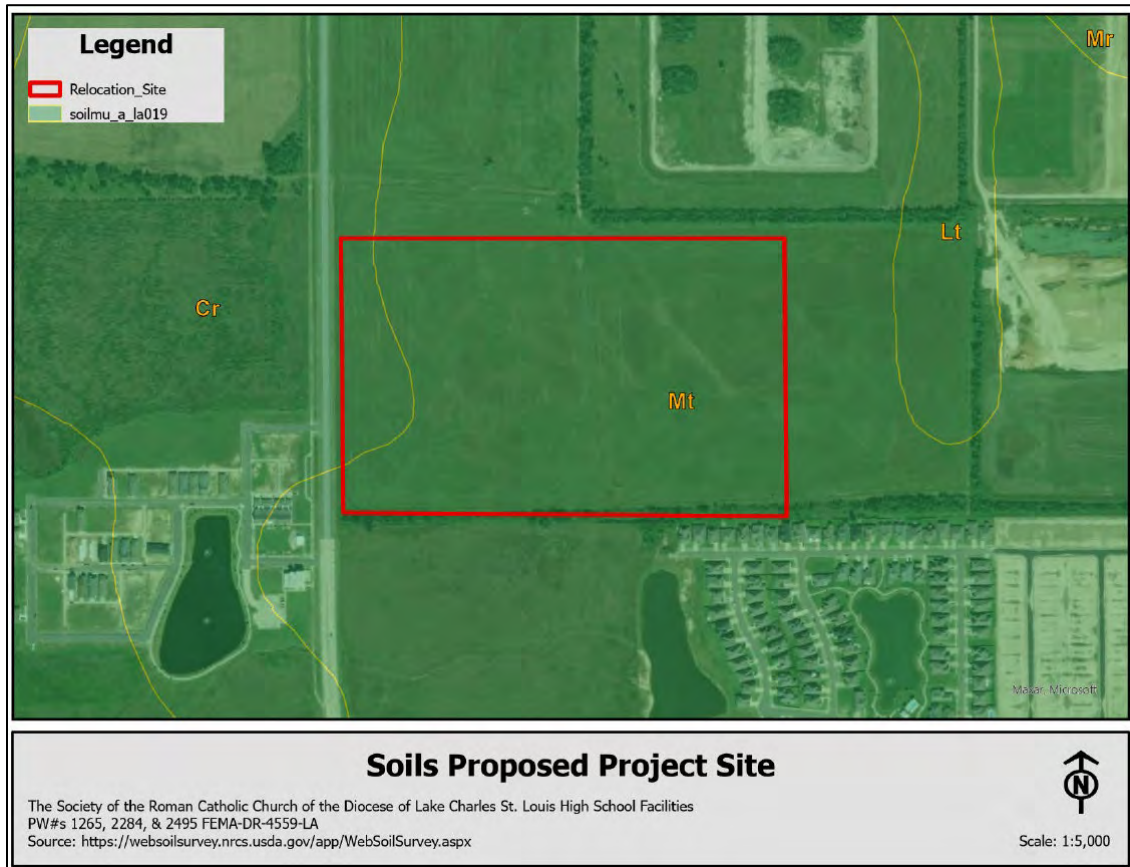 Legend
Relocation_Site
soilmu_a_la019
Mr
Lt
Cr
Mt
Maxar, Microsoft
Soils Proposed Project Site
The Society of the Roman Catholic Church of the Diocese of Lake Charles St. Louis High School Facilities
PW#s 1265, 2284, & 2495 FEMA-DR-4559-LA
Source: https://websoilsurvey.nrcs.usda.gov/app/WebSoilSurvey.aspx
N
Scale: 1:5,000